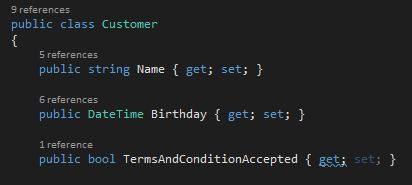 9 references
public class Customer
{
5 references
public string Name { get; set; }
6 references
public DateTime Birthday { get; set; }
1 reference
public bool TermsAndConditionAccepted { get; set; }